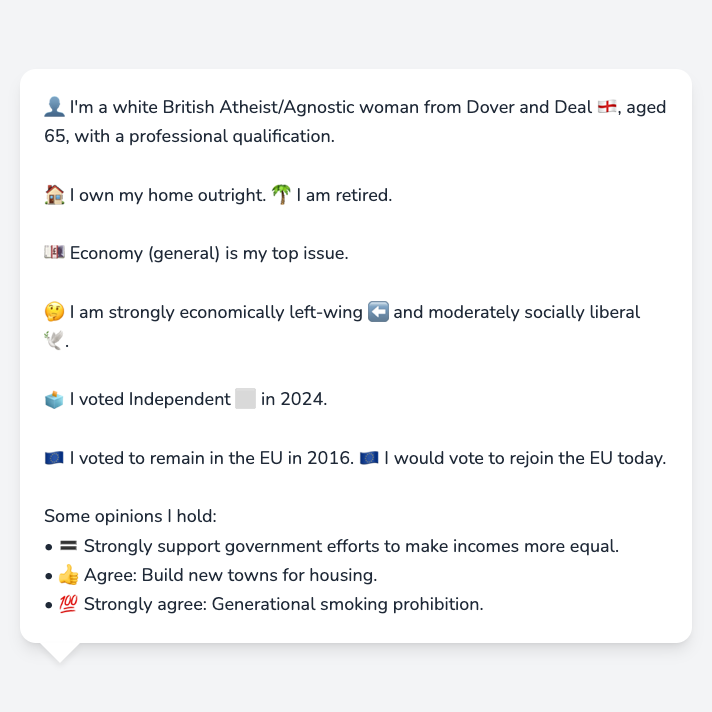 👤 I'm a white British Atheist/Agnostic woman from Dover and Deal 🏴󠁧󠁢󠁥󠁮󠁧󠁿, aged
65, with a professional qualification.
🏠 I own my home outright. 🌴 I am retired.
💷 Economy (general) is my top issue.
🤔 I am strongly economically left-wing ⬅️ and moderately socially liberal
🕊️.
🗳️ I voted Independent ⬜ in 2024.
🇪🇺 I voted to remain in the EU in 2016. 🇪🇺 I would vote to rejoin the EU today.
Some opinions I hold:
• 🟰 Strongly support government efforts to make incomes more equal.
• 👍 Agree: Build new towns for housing.
• 💯 Strongly agree: Generational smoking prohibition.